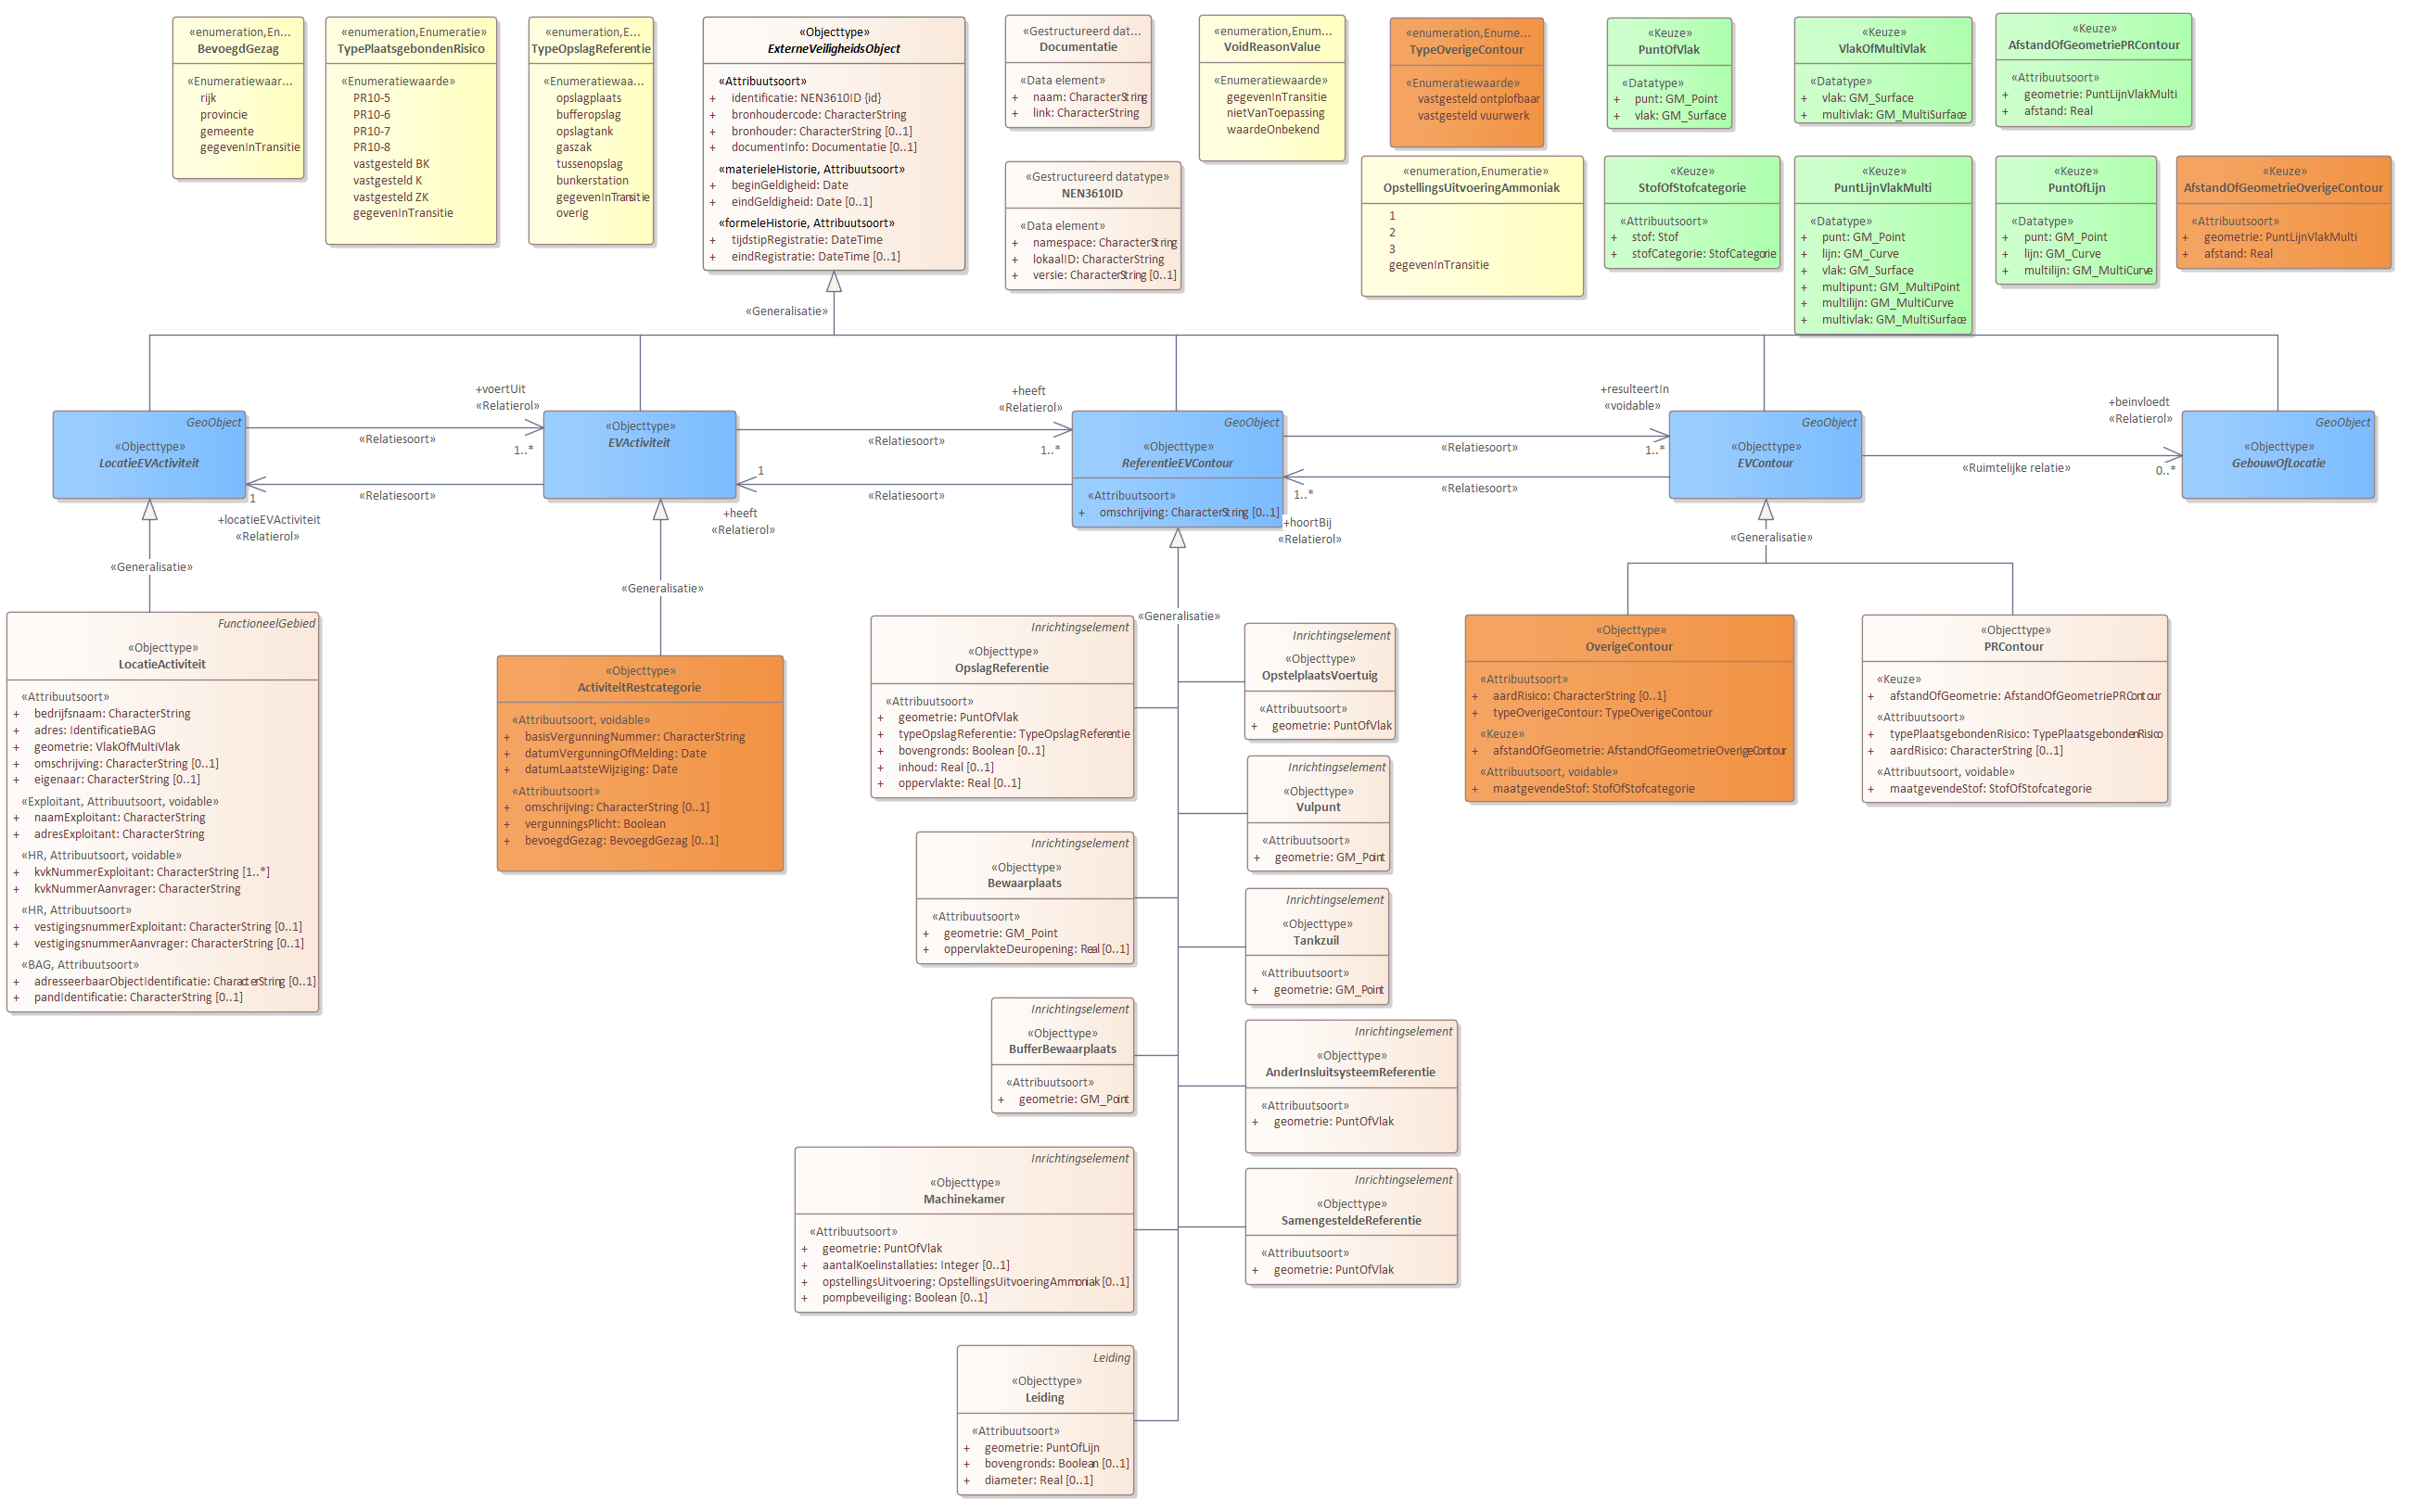 «enumeration,En...
BevoegdGezag
«Enumeratiewaar...
rijk
provincie
gemeente
gegevenInTransitie
«enumeration,Enumeratie»
TypePlaatsgebondenRisico
«Enumeratiewaarde»
PR10-5
PR10-6
PR10-7
PR10-8
vastgesteld BK
vastgesteld K
vastgesteld ZK
gegevenInTransitie
«enumeration,E...
TypeOpslagReferentie
«Enumeratiewaa...
opslagplaats
bufferopslag
opslagtank
gaszak
tussenopslag
bunkerstation
gegevenInTransitie
overig
«Objecttype»
ExterneVeiligheidsObject
«Attribuutsoort»
+ identificatie: NEN3610ID {id}
+ bronhoudercode: CharacterString
+ bronhouder: CharacterString [0..1]
+ documentInfo: Documentatie [0..1]
«materieleHistorie, Attribuutsoort»
+ beginGeldigheid: Date
+ eindGeldigheid: Date [0..1]
«formeleHistorie, Attribuutsoort»
+ tijdstipRegistratie: DateTime
+ eindRegistratie: DateTime [0..1]
«Gestructureerd dat...
Documentatie
«Data element»
+ naam: CharacterString
+ link: CharacterString
«Gestructureerd datatype»
NEN3610ID
«Data element»
+ namespace: CharacterString
+ lokaalID: CharacterString
+ versie: CharacterString [0..1]
«enumeration,Enum...
VoidReasonValue
«Enumeratiewaarde»
gegevenInTransitie
nietVanToepassing
waardeOnbekend
«enumeration,Enume...
TypeOverigeContour
«Enumeratiewaarde»
vastgesteld ontplofbaar
vastgesteld vuurwerk
«enumeration,Enumeratie»
OpstellingsUitvoeringAmmoniak
1
2
3
gegevenInTransitie
«Keuze»
PuntOfVlak
«Datatype»
+ punt: GM_Point
+ vlak: GM_Surface
«Keuze»
VlakOfMultiVlak
«Datatype»
+ vlak: GM_Surface
+ multivlak: GM_MultiSurface
«Keuze»
AfstandOfGeometriePRContour
«Attribuutsoort»
+ geometrie: PuntLijnVlakMulti
+ afstand: Real
«Keuze»
StofOfStofcategorie
«Attribuutsoort»
+ stof: Stof
+ stofCategorie: StofCategorie
«Keuze»
PuntLijnVlakMulti
«Datatype»
+ punt: GM_Point
+ lijn: GM_Curve
+ vlak: GM_Surface
+ multipunt: GM_MultiPoint
+ multilijn: GM_MultiCurve
+ multivlak: GM_MultiSurface
«Keuze»
PuntOfLijn
«Datatype»
+ punt: GM_Point
+ lijn: GM_Curve
+ multilijn: GM_MultiCurve
«Keuze»
AfstandOfGeometrieOverigeContour
«Attribuutsoort»
+ geometrie: PuntLijnVlakMulti
+ afstand: Real
«Generalisatie»
GeoObject
«Objecttype»
LocatieEVActiviteit
+voertUit
«Relatierol»
«Relatiesoort»
1..*
«Relatiesoort»
1
+locatieEVActiviteit
«Relatierol»
«Objecttype»
EVActiviteit
+heeft
«Relatierol»
«Relatiesoort»
1..*
1
«Relatiesoort»
+heeft
«Relatierol»
GeoObject
«Objecttype»
ReferentieEVContour
«Attribuutsoort»
+ omschrijving: CharacterString [0..1]
+resulteertIn
«voidable»
«Relatiesoort»
1..*
«Relatiesoort»
1..*
+hoortBij
«Relatierol»
GeoObject
«Objecttype»
EVContour
+beinvloedt
«Relatierol»
«Ruimtelijke relatie»
0..*
GeoObject
«Objecttype»
GebouwOfLocatie
«Generalisatie»
«Generalisatie»
«Generalisatie»
«Generalisatie»
FunctioneelGebied
«Objecttype»
LocatieActiviteit
«Attribuutsoort»
+ bedrijfsnaam: CharacterString
+ adres: IdentificatieBAG
+ geometrie: VlakOfMultiVlak
+ omschrijving: CharacterString [0..1]
+ eigenaar: CharacterString [0..1]
«Exploitant, Attribuutsoort, voidable»
+ naamExploitant: CharacterString
+ adresExploitant: CharacterString
«HR, Attribuutsoort, voidable»
+ kvkNummerExploitant: CharacterString [1..*]
+ kvkNummerAanvrager: CharacterString
«HR, Attribuutsoort»
+ vestigingsnummerExploitant: CharacterString [0..1]
+ vestigingsnummerAanvrager: CharacterString [0..1]
«BAG, Attribuutsoort»
+ adresseerbaarObjectIdentificatie: CharacterString [0..1]
+ pandIdentificatie: CharacterString [0..1]
«Objecttype»
ActiviteitRestcategorie
«Attribuutsoort, voidable»
+ basisVergunningNummer: CharacterString
+ datumVergunningOfMelding: Date
+ datumLaatsteWijziging: Date
«Attribuutsoort»
+ omschrijving: CharacterString [0..1]
+ vergunningsPlicht: Boolean
+ bevoegdGezag: BevoegdGezag [0..1]
Inrichtingselement
«Objecttype»
OpslagReferentie
«Attribuutsoort»
+ geometrie: PuntOfVlak
+ typeOpslagReferentie: TypeOpslagReferentie
+ bovengronds: Boolean [0..1]
+ inhoud: Real [0..1]
+ oppervlakte: Real [0..1]
Inrichtingselement
«Objecttype»
OpstelplaatsVoertuig
«Attribuutsoort»
+ geometrie: PuntOfVlak
Inrichtingselement
«Objecttype»
Vulpunt
«Attribuutsoort»
+ geometrie: GM_Point
Inrichtingselement
«Objecttype»
Bewaarplaats
«Attribuutsoort»
+ geometrie: GM_Point
+ oppervlakteDeuropening: Real [0..1]
Inrichtingselement
«Objecttype»
Tankzuil
«Attribuutsoort»
+ geometrie: GM_Point
Inrichtingselement
«Objecttype»
BufferBewaarplaats
«Attribuutsoort»
+ geometrie: GM_Point
Inrichtingselement
«Objecttype»
AnderInsluitsysteemReferentie
«Attribuutsoort»
+ geometrie: PuntOfVlak
Inrichtingselement
«Objecttype»
Machinekamer
«Attribuutsoort»
+ geometrie: PuntOfVlak
+ aantalKoelinstallaties: Integer [0..1]
+ opstellingsUitvoering: OpstellingsUitvoeringAmmoniak [0..1]
+ pompbeveiliging: Boolean [0..1]
Inrichtingselement
«Objecttype»
SamengesteldeReferentie
«Attribuutsoort»
+ geometrie: PuntOfVlak
Leiding
«Objecttype»
Leiding
«Attribuutsoort»
+ geometrie: PuntOfLijn
+ bovengronds: Boolean [0..1]
+ diameter: Real [0..1]
«Objecttype»
OverigeContour
«Attribuutsoort»
+ aardRisico: CharacterString [0..1]
+ typeOverigeContour: TypeOverigeContour
«Keuze»
+ afstandOfGeometrie: AfstandOfGeometrieOverigeContour
«Attribuutsoort, voidable»
+ maatgevendeStof: StofOfStofcategorie
«Objecttype»
PRContour
«Keuze»
+ afstandOfGeometrie: AfstandOfGeometriePRContour
«Attribuutsoort»
+ typePlaatsgebondenRisico: TypePlaatsgebondenRisico
+ aardRisico: CharacterString [0..1]
«Attribuutsoort, voidable»
+ maatgevendeStof: StofOfStofcategorie